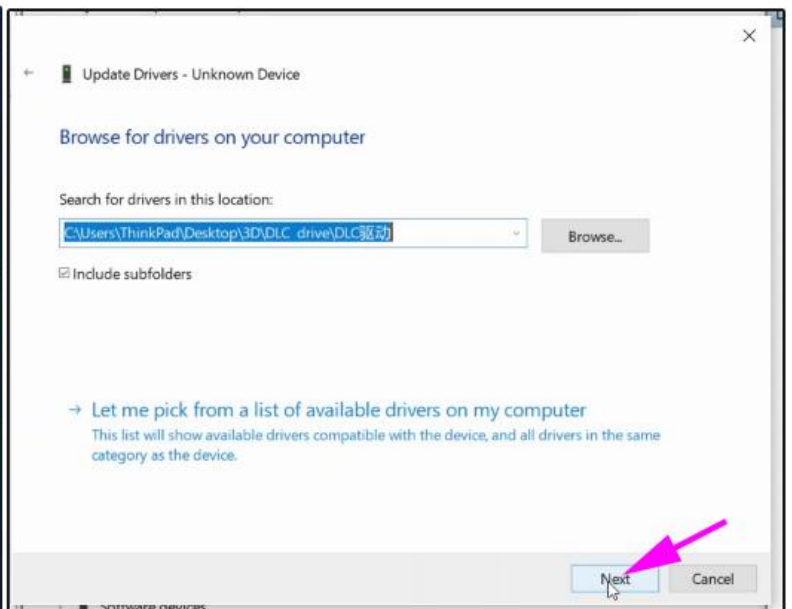 Update Drivers - Unknown Device
Browse for drivers on your computer
Search for drivers in this location:
C:\Users\ThinkPad\Desktop\3D\DLC drive\DLC驱动
Browse...
Include subfolders
→ Let me pick from a list of available drivers on my computer
This list will show available drivers compatible with the device, and all drivers in the same
category as the device.
Next
Cancel
Software devices